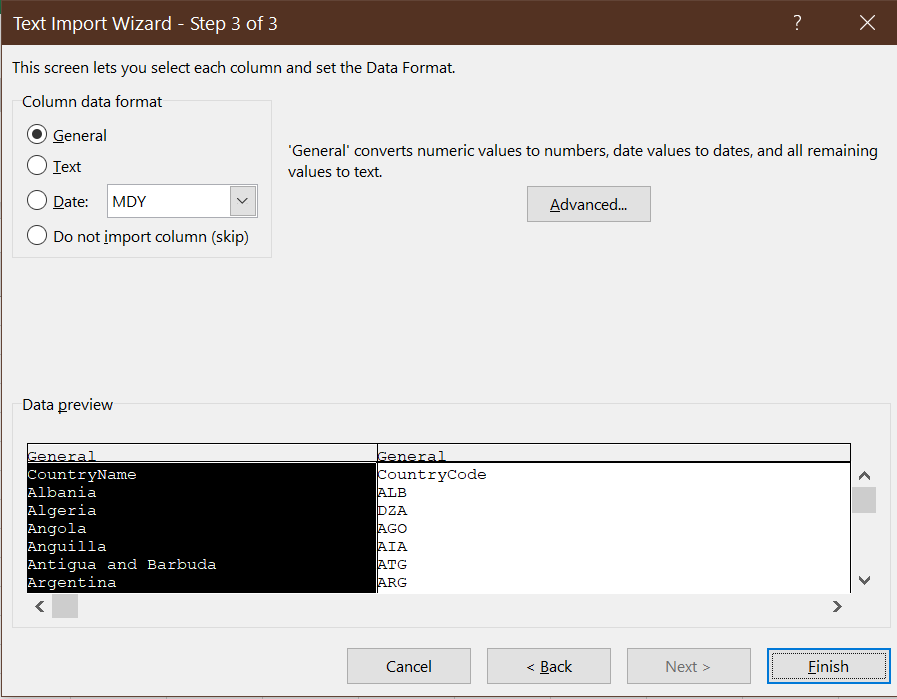 Text Import Wizard - Step 3 of 3 ?
This screen lets you select each column and set the Data Format.
Column data format
General
Text
Date: MDY
Do not import column (skip)
'General' converts numeric values to numbers, date values to dates, and all remaining
values to text.
Advanced...
Data preview
General General
CountryName CountryCode
Albania ALB
Algeria DZA
Angola AGO
Anguilla AIA
Antigua and Barbuda ATG
Argentina ARG
Cancel < Back Next > Finish